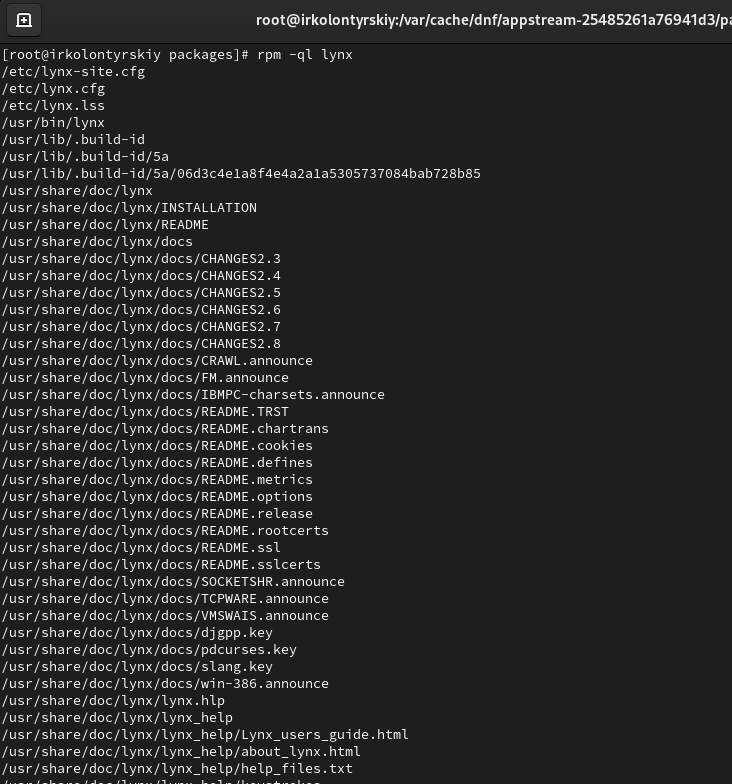 root@irkolontyrskiy:/var/cache/dnf/appstream-25485261a76941d3/pa
[root@irkolontyrskiy packages]# rpm -ql lynx
/etc/lynx-site.cfg
/etc/lynx.cfg
/etc/lynx.lss
/usr/bin/lynx
/usr/lib/.build-id
/usr/lib/.build-id/5a
/usr/lib/.build-id/5a/06d3c4e1a8f4e4a2a1a5305737084bab728b85
/usr/share/doc/lynx
/usr/share/doc/lynx/INSTALLATION
/usr/share/doc/lynx/README
/usr/share/doc/lynx/docs
/usr/share/doc/lynx/docs/CHANGES2.3
/usr/share/doc/lynx/docs/CHANGES2.4
/usr/share/doc/lynx/docs/CHANGES2.5
/usr/share/doc/lynx/docs/CHANGES2.6
/usr/share/doc/lynx/docs/CHANGES2.7
/usr/share/doc/lynx/docs/CHANGES2.8
/usr/share/doc/lynx/docs/CRAWL.announce
/usr/share/doc/lynx/docs/FM.announce
/usr/share/doc/lynx/docs/IBMPC-charsets.announce
/usr/share/doc/lynx/docs/README.TRST
/usr/share/doc/lynx/docs/README.chartrans
/usr/share/doc/lynx/docs/README.cookies
/usr/share/doc/lynx/docs/README.defines
/usr/share/doc/lynx/docs/README.metrics
/usr/share/doc/lynx/docs/README.options
/usr/share/doc/lynx/docs/README.release
/usr/share/doc/lynx/docs/README.rootcerts
/usr/share/doc/lynx/docs/README.ssl
/usr/share/doc/lynx/docs/README.sslcerts
/usr/share/doc/lynx/docs/SOCKETSHR.announce
/usr/share/doc/lynx/docs/TCPWARE.announce
/usr/share/doc/lynx/docs/VMSWAIS.announce
/usr/share/doc/lynx/docs/djgpp.key
/usr/share/doc/lynx/docs/pdcurses.key
/usr/share/doc/lynx/docs/slang.key
/usr/share/doc/lynx/docs/win-386.announce
/usr/share/doc/lynx/lynx.hlp
/usr/share/doc/lynx/lynx_help
/usr/share/doc/lynx/lynx_help/Lynx_users_guide.html
/usr/share/doc/lynx/lynx_help/about_lynx.html
/usr/share/doc/lynx/lynx_help/help_files.txt